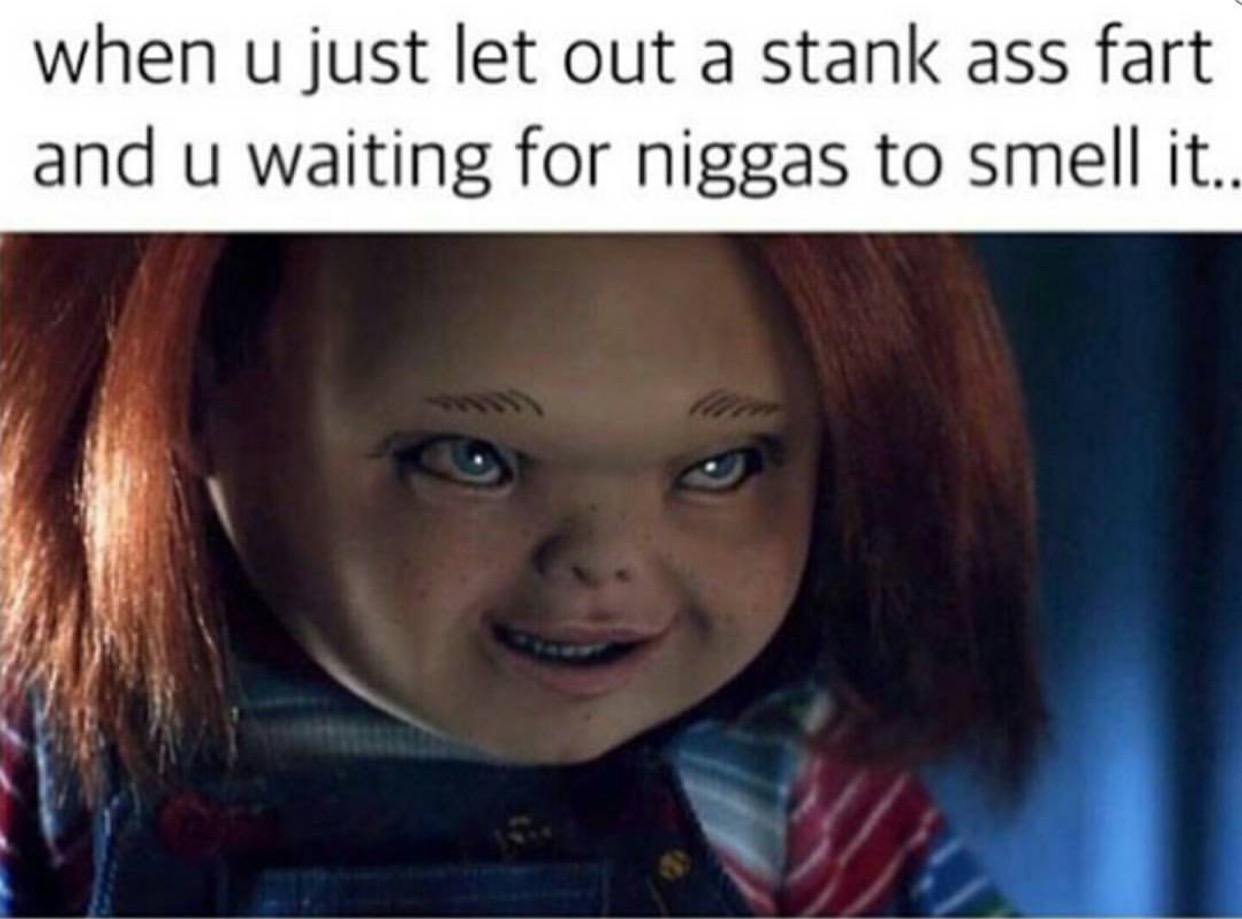 when u just let out a stank ass fart
and u waiting for niggas to smell it..